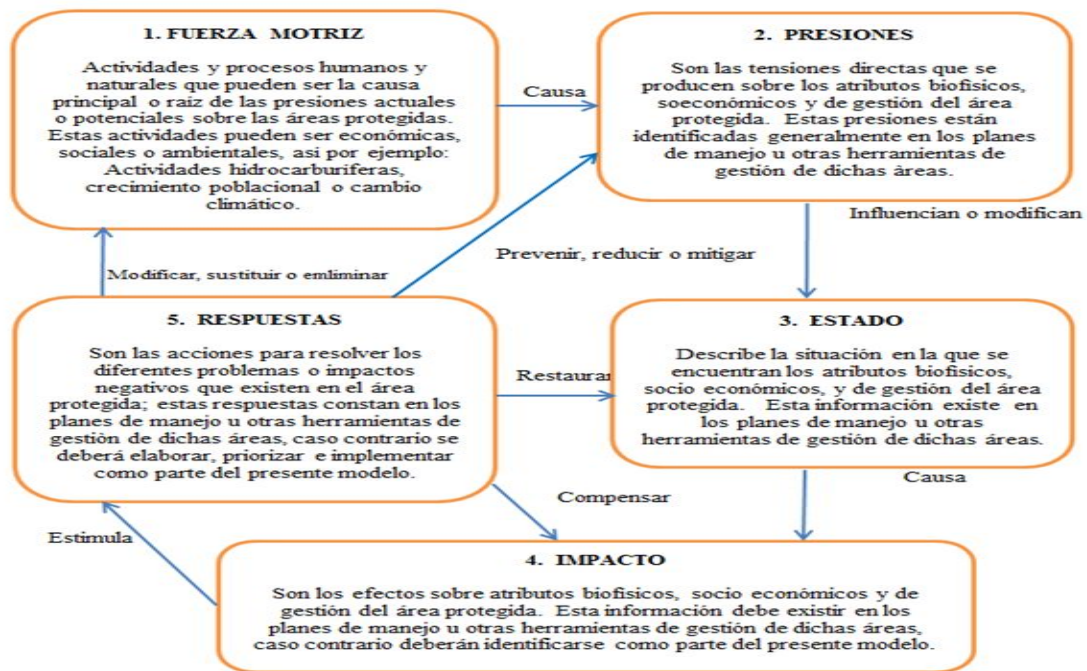 1. FUERZA MOTRIZ
Actividades y procesos humanos y
naturales que pueden ser la causa
principal o raíz de las presiones actuales
o potenciales sobre las áreas protegidas.
Estas actividades pueden ser económicas,
sociales o ambientales, asi por ejemplo:
Actividades hidrocarburíferas,
crecimiento poblacional o cambio
climático.
Causa
2. PRESIONES
Son las tensiones directas que se
producen sobre los atributos biofísicos,
soeconómicos y de gestión del área
protegida. Estas presiones están
identificadas generalmente en los planes
de manejo u otras herramientas de
gestión de dichas àreas.
Influencian o modifican
Prevenir, reducir o mitigar
Modificar, sustituir o emliminar
5. RESPUESTAS
Son las acciones para resolver los
diferentes problemas o impactos
negativos que existen en el área
protegida; estas respuestas constan en los
planes de manejo u otras herramientas de
gestiòn de dichas áreas, caso contrario se
deberá elaborar, priorizar e implementar
como parte del presente modelo.
Restaurar
3. ESTADO
Describe la situación en la que se
encuentran los atributos biofísicos,
socio económicos, y de gestión del área
protegida. Esta información existe en
los planes de manejo u otras
herramientas de gestión de dichas áreas.
Causa
Compensar
Estimula
4. IMPACTO
Son los efectos sobre atributos biofisicos, socio económicos y de
gestión del área protegida. Esta información debe existir en los
planes de manejo u otras herramientas de gestión de dichas áreas,
caso contrario deberán identificarse como parte del presente modelo.